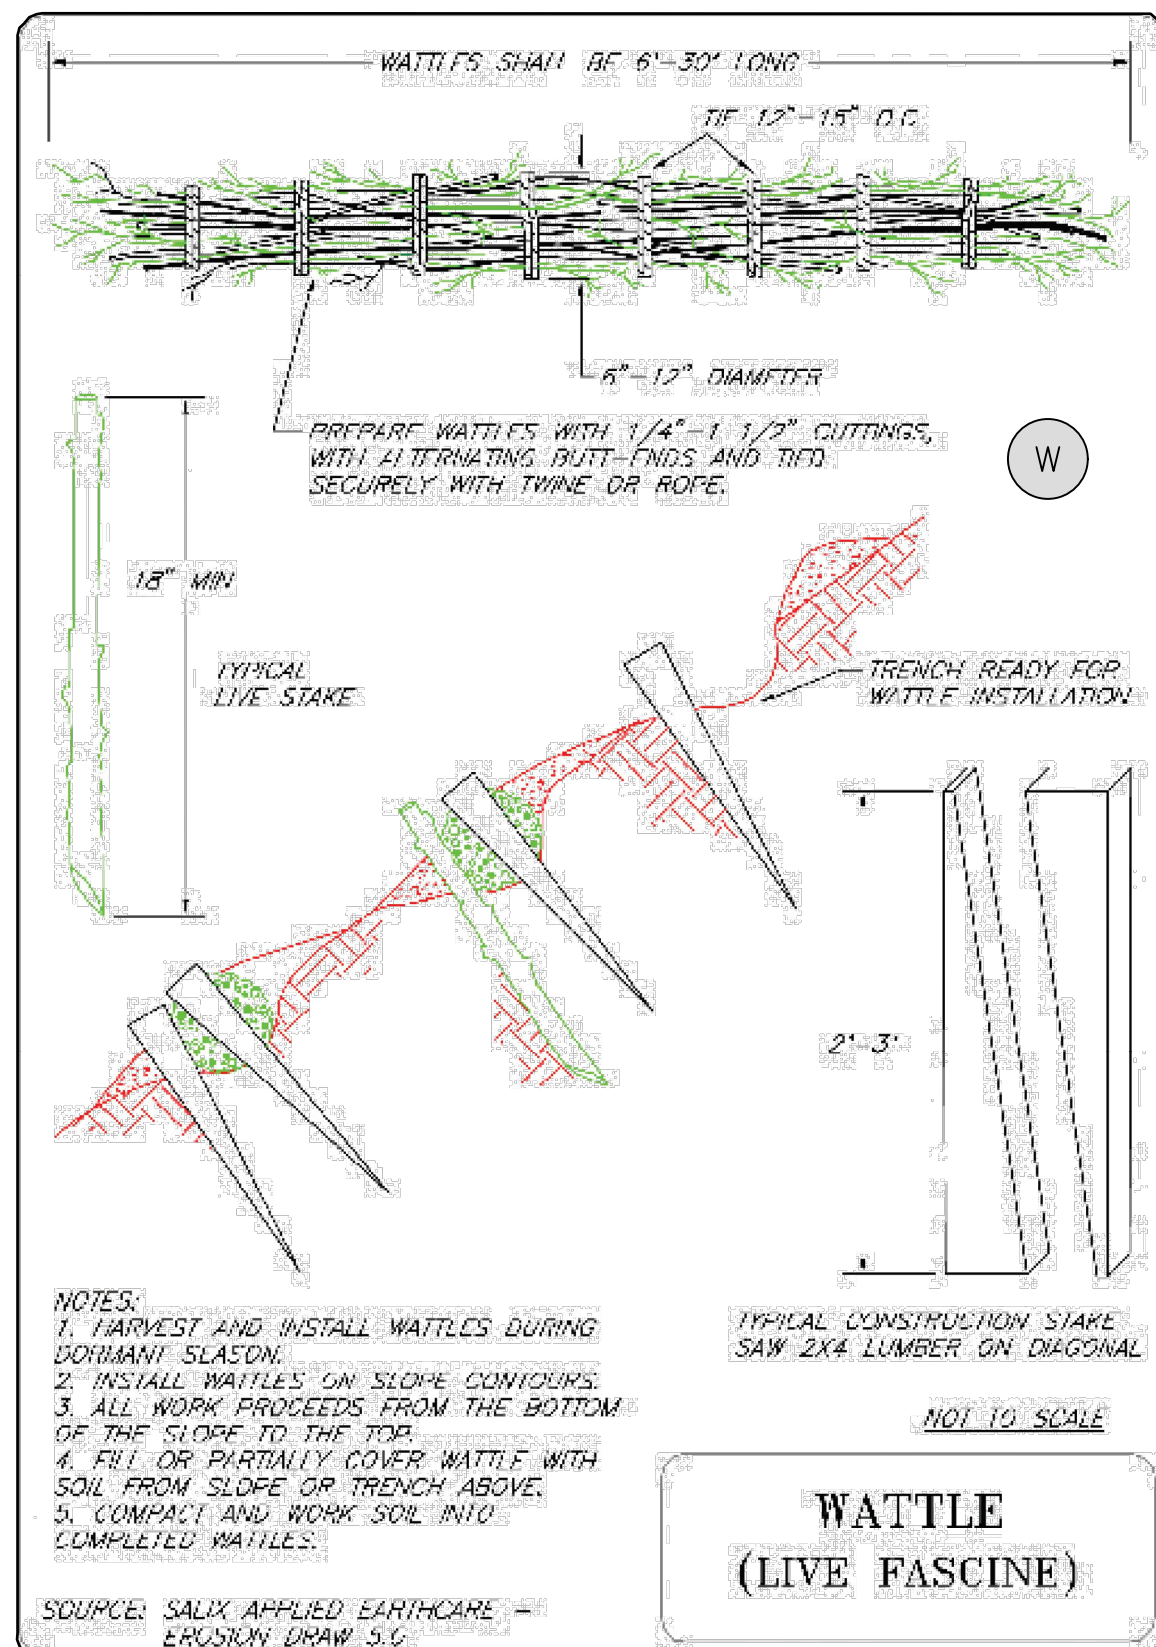 WATTLES SHALL BE 6'-30' LONG
TIE 12"-15" O.C.
6"-12" DIAMETER
PREPARE WATTLES WITH 1/4"-1 1/2" CUTTINGS,
WITH ALTERNATING BUTT-ENDS AND TIED
SECURELY WITH TWINE OR ROPE.
W
18" MIN
TYPICAL
LIVE STAKE
TRENCH READY FOR
WATTLE INSTALLATION
2'-3'
NOTES:
1. HARVEST AND INSTALL WATTLES DURING
DORMANT SEASON.
2. INSTALL WATTLES ON SLOPE CONTOURS.
3. ALL WORK PROCEEDS FROM THE BOTTOM
OF THE SLOPE TO THE TOP.
4. FILL OR PARTIALLY COVER WATTLE WITH
SOIL FROM SLOPE OR TRENCH ABOVE.
5. COMPACT AND WORK SOIL INTO
COMPLETED WATTLES.
TYPICAL CONSTRUCTION STAKE
SAW 2X4 LUMBER ON DIAGONAL
NOT TO SCALE
WATTLE
(LIVE FASCINE)
SOURCE: SALIX APPLIED EARTHCARE -
EROSION DRAW 5.0